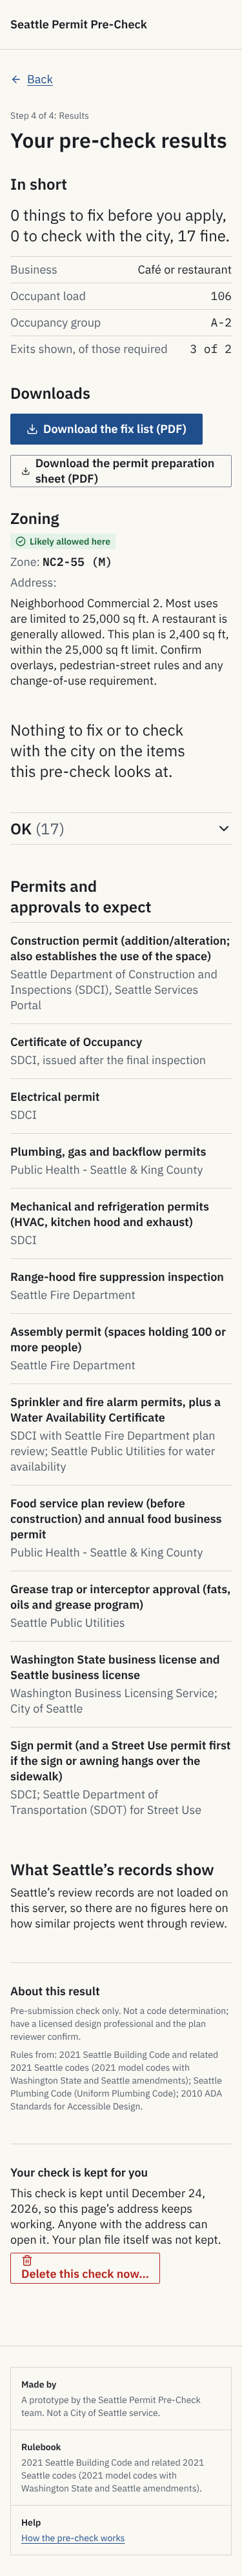 Seattle Permit Pre-Check
Back
Step 4 of 4: Results
Your pre-check results
In short
0 things to fix before you apply,
0 to check with the city, 17 fine.
Business Café or restaurant
Occupant load 106
Occupancy group A-2
Exits shown, of those required 3 of 2
Downloads
Download the fix list (PDF)
Download the permit preparation
sheet (PDF)
Zoning
Likely allowed here
Zone: NC2-55 (M)
Address:
Neighborhood Commercial 2. Most uses
are limited to 25,000 sq ft. A restaurant is
generally allowed. This plan is 2,400 sq ft,
within the 25,000 sq ft limit. Confirm
overlays, pedestrian-street rules and any
change-of-use requirement.
Nothing to fix or to check
with the city on the items
this pre-check looks at.
OK (17)
Permits and
approvals to expect
Construction permit (addition/alteration;
also establishes the use of the space)
Seattle Department of Construction and
Inspections (SDCI), Seattle Services
Portal
Certificate of Occupancy
SDCI, issued after the final inspection
Electrical permit
SDCI
Plumbing, gas and backflow permits
Public Health - Seattle & King County
Mechanical and refrigeration permits
(HVAC, kitchen hood and exhaust)
SDCI
Range-hood fire suppression inspection
Seattle Fire Department
Assembly permit (spaces holding 100 or
more people)
Seattle Fire Department
Sprinkler and fire alarm permits, plus a
Water Availability Certificate
SDCI with Seattle Fire Department plan
review; Seattle Public Utilities for water
availability
Food service plan review (before
construction) and annual food business
permit
Public Health - Seattle & King County
Grease trap or interceptor approval (fats,
oils and grease program)
Seattle Public Utilities
Washington State business license and
Seattle business license
Washington Business Licensing Service;
City of Seattle
Sign permit (and a Street Use permit first
if the sign or awning hangs over the
sidewalk)
SDCI; Seattle Department of
Transportation (SDOT) for Street Use
What Seattle's records show
Seattle's review records are not loaded on
this server, so there are no figures here on
how similar projects went through review.
About this result
Pre-submission check only. Not a code determination;
have a licensed design professional and the plan
reviewer confirm.
Rules from: 2021 Seattle Building Code and related
2021 Seattle codes (2021 model codes with
Washington State and Seattle amendments); Seattle
Plumbing Code (Uniform Plumbing Code); 2010 ADA
Standards for Accessible Design.
Your check is kept for you
This check is kept until December 24,
2026, so this page's address keeps
working. Anyone with the address can
open it. Your plan file itself was not kept.
Delete this check now...
Made by
A prototype by the Seattle Permit Pre-Check
team. Not a City of Seattle service.
Rulebook
2021 Seattle Building Code and related 2021
Seattle codes (2021 model codes with
Washington State and Seattle amendments).
Help
How the pre-check works